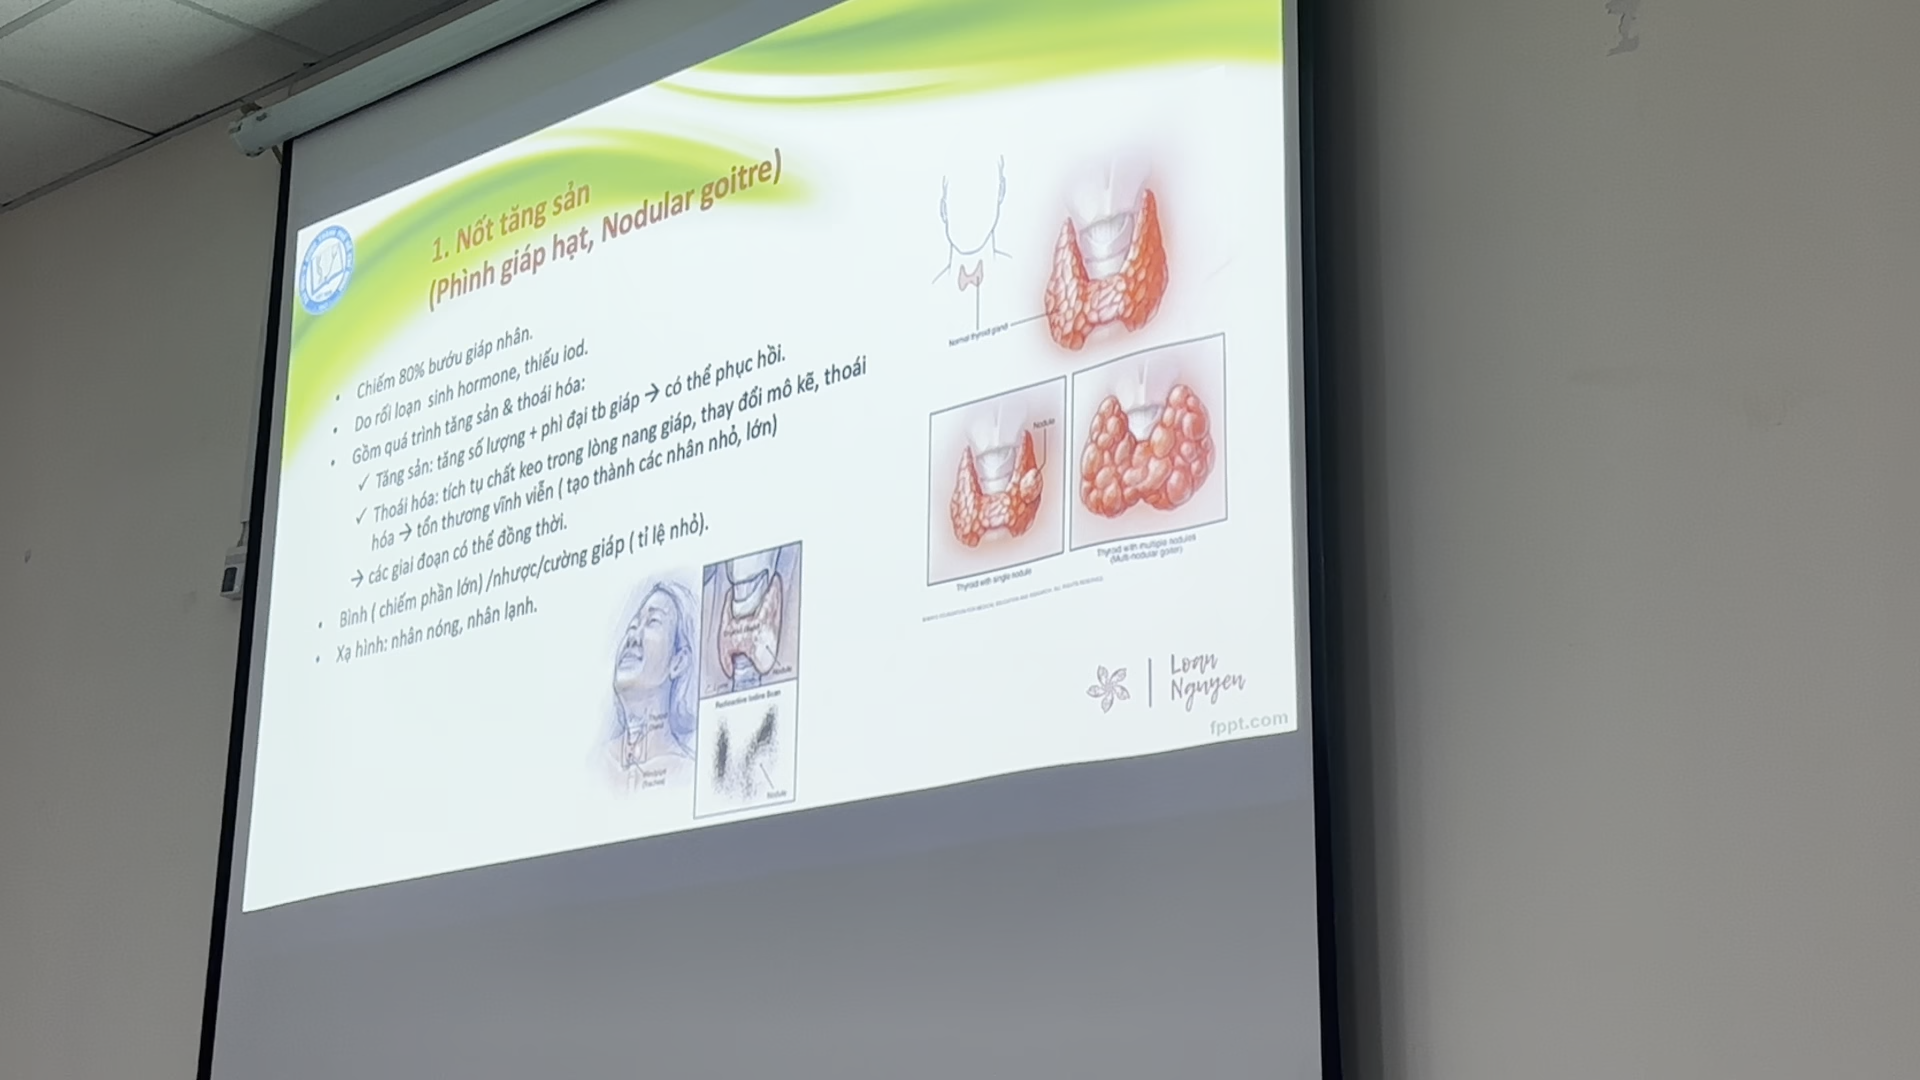 1. Nốt tăng sản
(Phình giáp hạt, Nodular goitre)
• Chiếm 80% bướu giáp nhân.
• Do rối loạn sinh hormone, thiếu iod.
• Gồm quá trình tăng sản & thoái hóa:
✓ Tăng sản: tăng số lượng + phì đại tb giáp → có thể phục hồi.
✓ Thoái hóa: tích tụ chất keo trong lòng nang giáp, thay đổi mô kẽ, thoái
hóa → tổn thương vĩnh viễn ( tạo thành các nhân nhỏ, lớn)
→ các giai đoạn có thể đồng thời.
• Bình ( chiếm phần lớn) /nhược/cường giáp ( tỉ lệ nhỏ).
• Xạ hình: nhân nóng, nhân lạnh.
Normal thyroid gland
Nodule
Thyroid with single nodule
Thyroid with multiple nodules
(Multi-nodular goiter)
Thyroid Gland
Nodule
Radioactive Iodine Scan
Nodule
Thyroid
Gland
Windpipe
(Trachea)
Loan
Nguyen
fppt.com